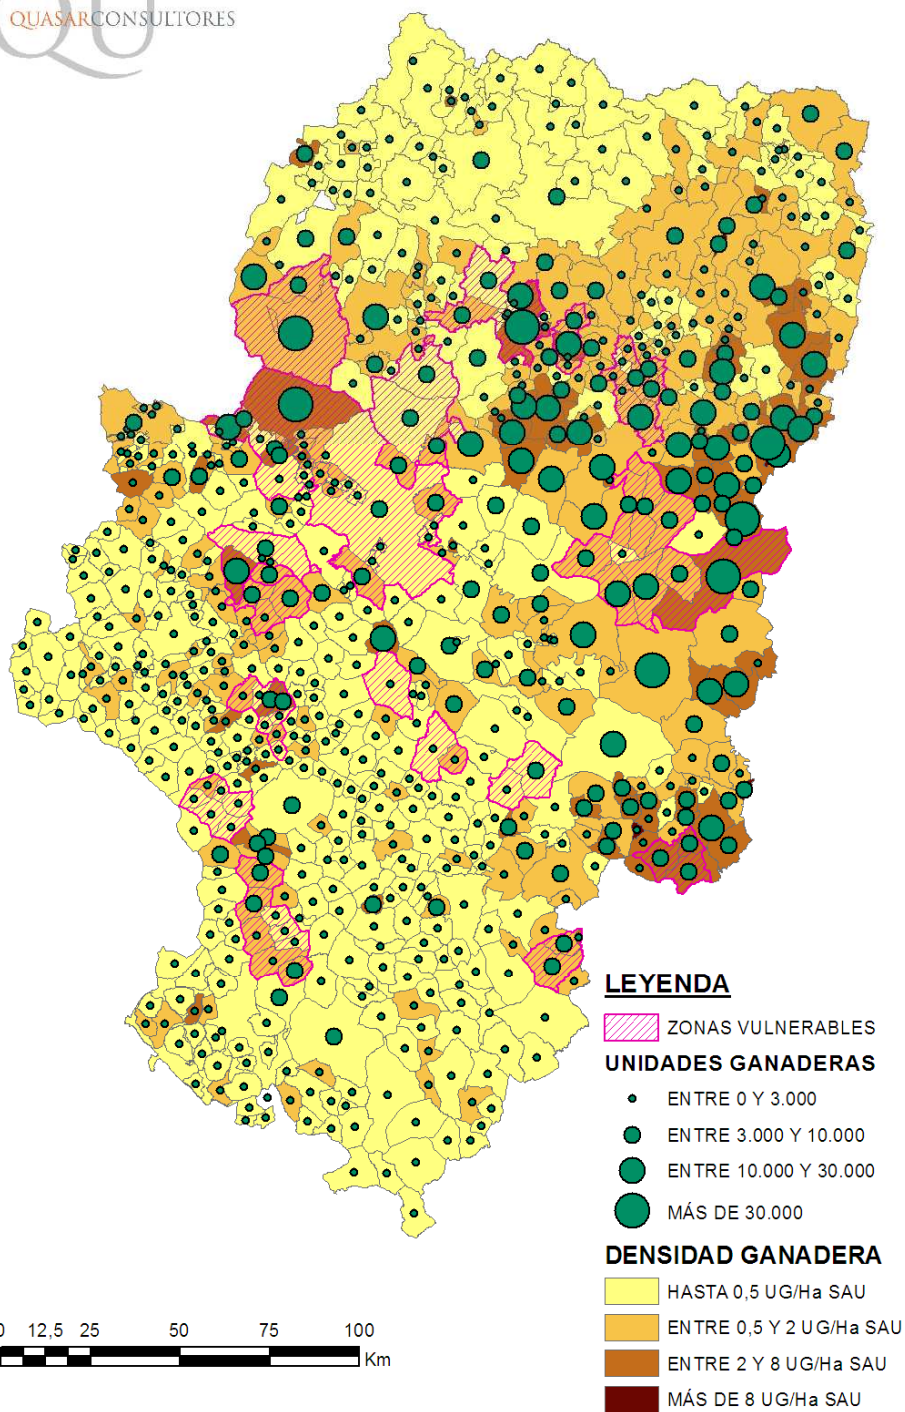 QU
QUASARCONSULTORES
LEYENDA
ZONAS VULNERABLES
UNIDADES GANADERAS
ENTRE 0 Y 3.000
ENTRE 3.000 Y 10.000
ENTRE 10.000 Y 30.000
MÁS DE 30.000
DENSIDAD GANADERA
HASTA 0,5 UG/Ha SAU
ENTRE 0,5 Y 2 UG/Ha SAU
ENTRE 2 Y 8 UG/Ha SAU
MÁS DE 8 UG/Ha SAU
0 12,5 25 50 75 100
Km